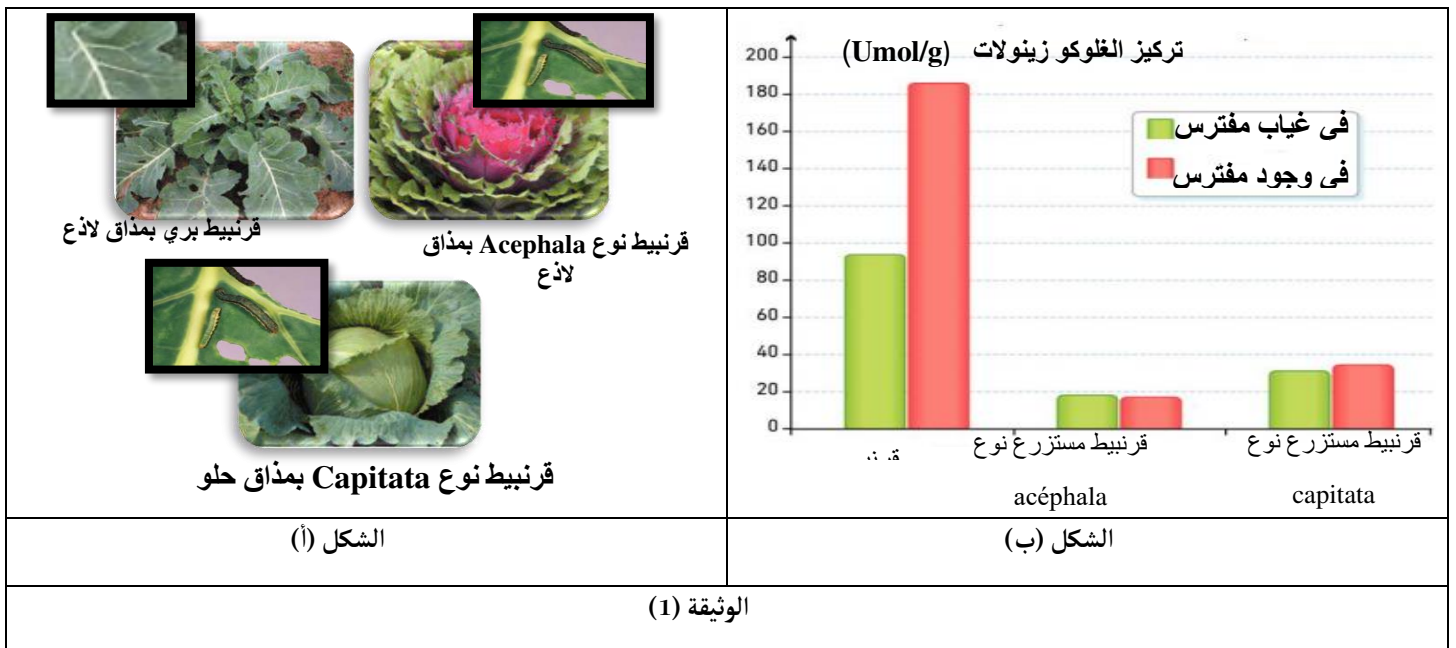 قرنبيط بري بمذاق لاذع
قرنبيط نوع Acephala بمذاق
لاذع
قرنبيط نوع Capitata بمذاق حلو
تركيز الغلوكو زينولات (Umol/g)
200
180
160
140
120
100
80
60
40
20
0
في غياب مفترس
في وجود مفترس
قرنبيط مستزرع نوع
acéphala
قرنبيط مستزرع نوع
capitata
الشكل (أ)
الشكل (ب)
الوثيقة (1)